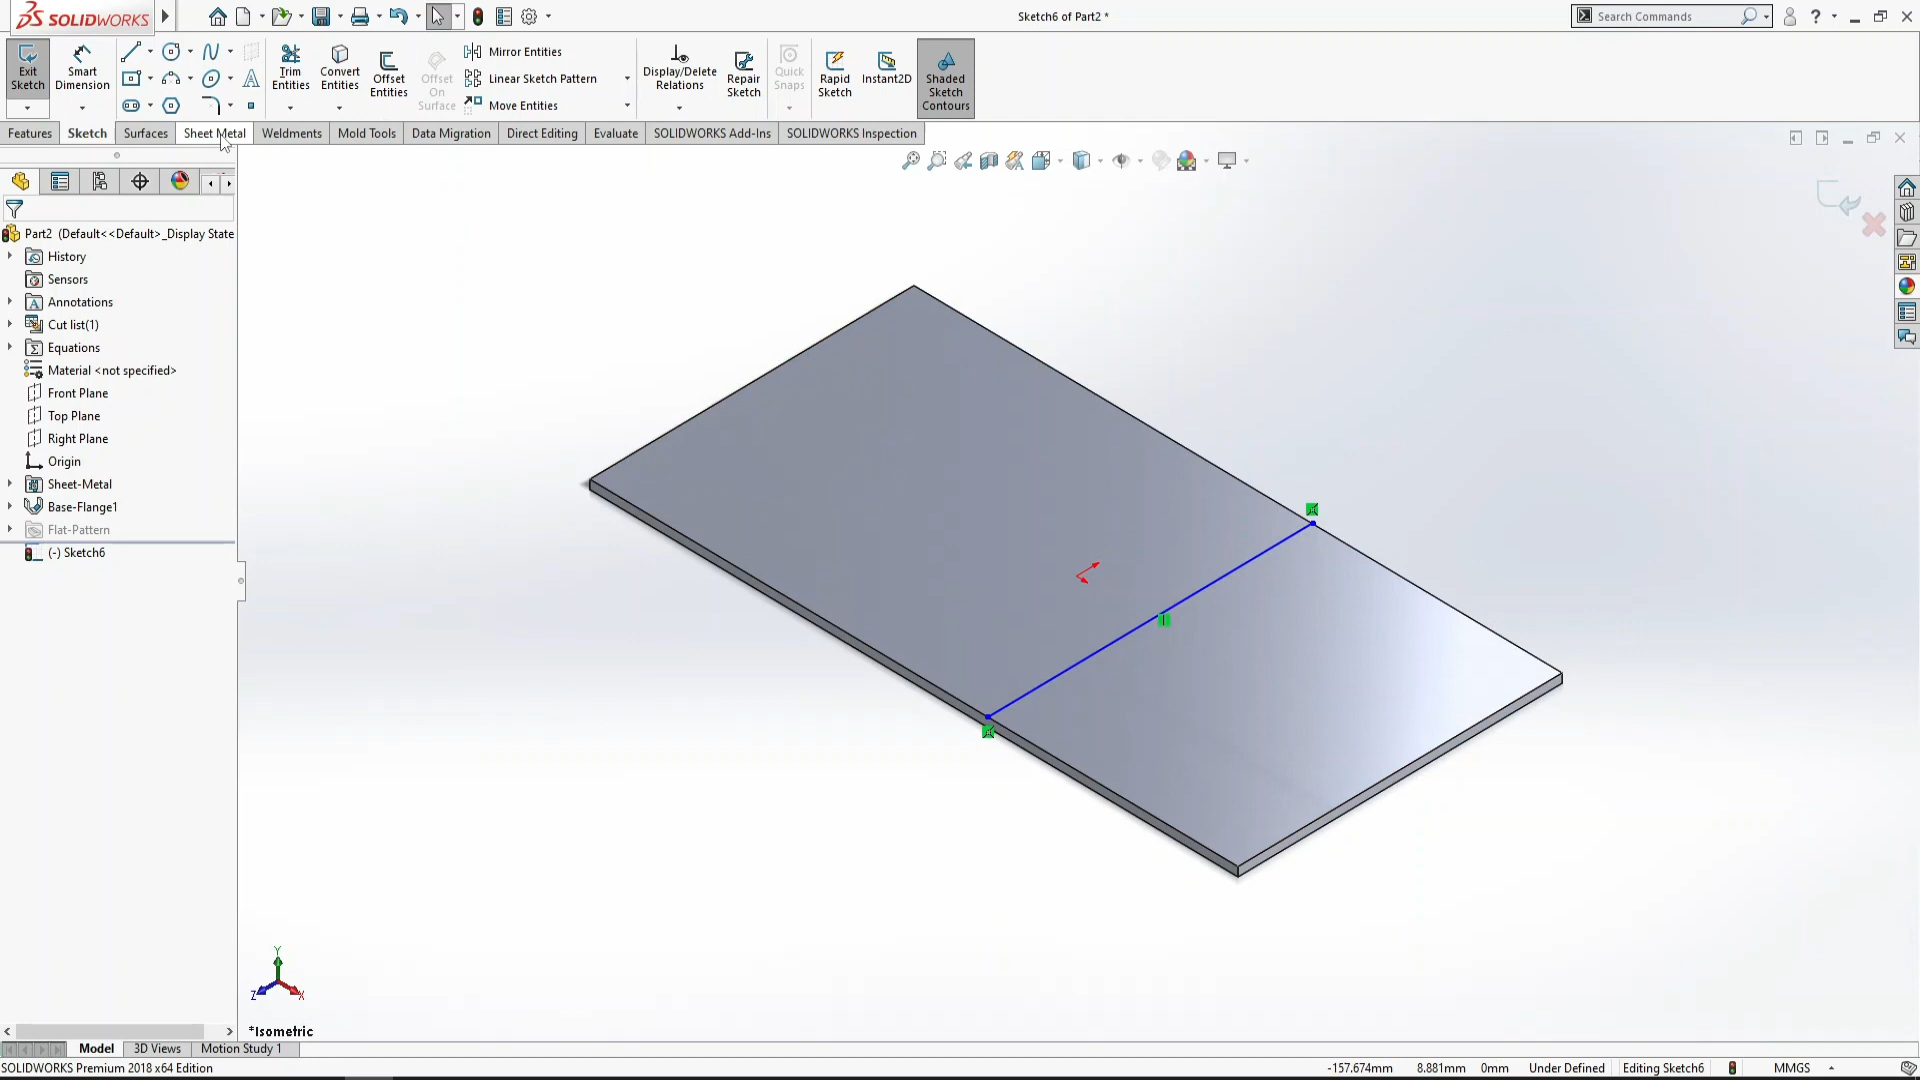 SOLIDWORKS
Sketch6 of Part2 *
Search Commands
?
Exit Sketch
Smart Dimension
Trim Entities
Convert Entities
Offset Entities
Offset On Surface
Mirror Entities
Linear Sketch Pattern
Move Entities
Display/Delete Relations
Repair Sketch
Quick Snaps
Rapid Sketch
Instant2D
Shaded Sketch Contours
Features
Sketch
Surfaces
Sheet Metal
Weldments
Mold Tools
Data Migration
Direct Editing
Evaluate
SOLIDWORKS Add-Ins
SOLIDWORKS Inspection
Part2 (Default<<Default>_Display State
History
Sensors
Annotations
Cut list(1)
Equations
Material <not specified>
Front Plane
Top Plane
Right Plane
Origin
Sheet-Metal
Base-Flange1
Flat-Pattern
(-) Sketch6
Y
Z
X
*Isometric
Model
3D Views
Motion Study 1
SOLIDWORKS Premium 2018 x64 Edition
-157.674mm
8.881mm
0mm
Under Defined
Editing Sketch6
MMGS